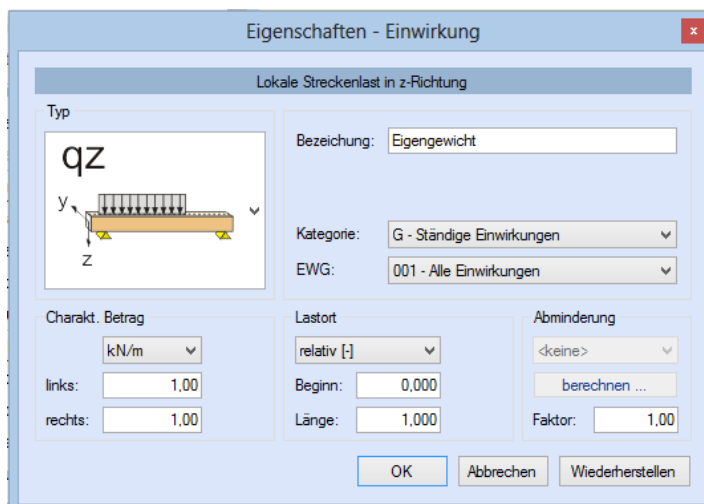 Eigenschaften - Einwirkung
x
Lokale Streckenlast in z-Richtung
Typ
qz
y
z
Bezeichung: Eigengewicht
Kategorie: G - Ständige Einwirkungen
EWG: 001 - Alle Einwirkungen
Charakt. Betrag
kN/m
links: 1,00
rechts: 1,00
Lastort
relativ [-]
Beginn: 0,000
Länge: 1,000
Abminderung
<keine>
berechnen ...
Faktor: 1,00
OK
Abbrechen
Wiederherstellen